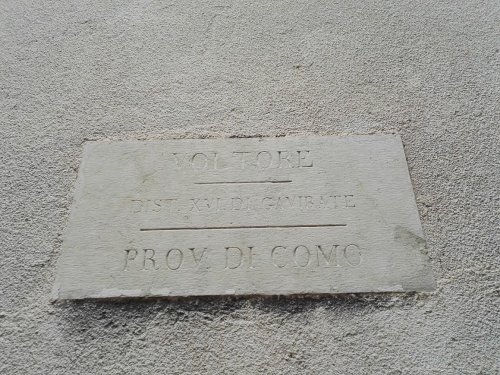 VOLTORE
DIST. XVI DI GAVIRATE
PROV. DI COMO